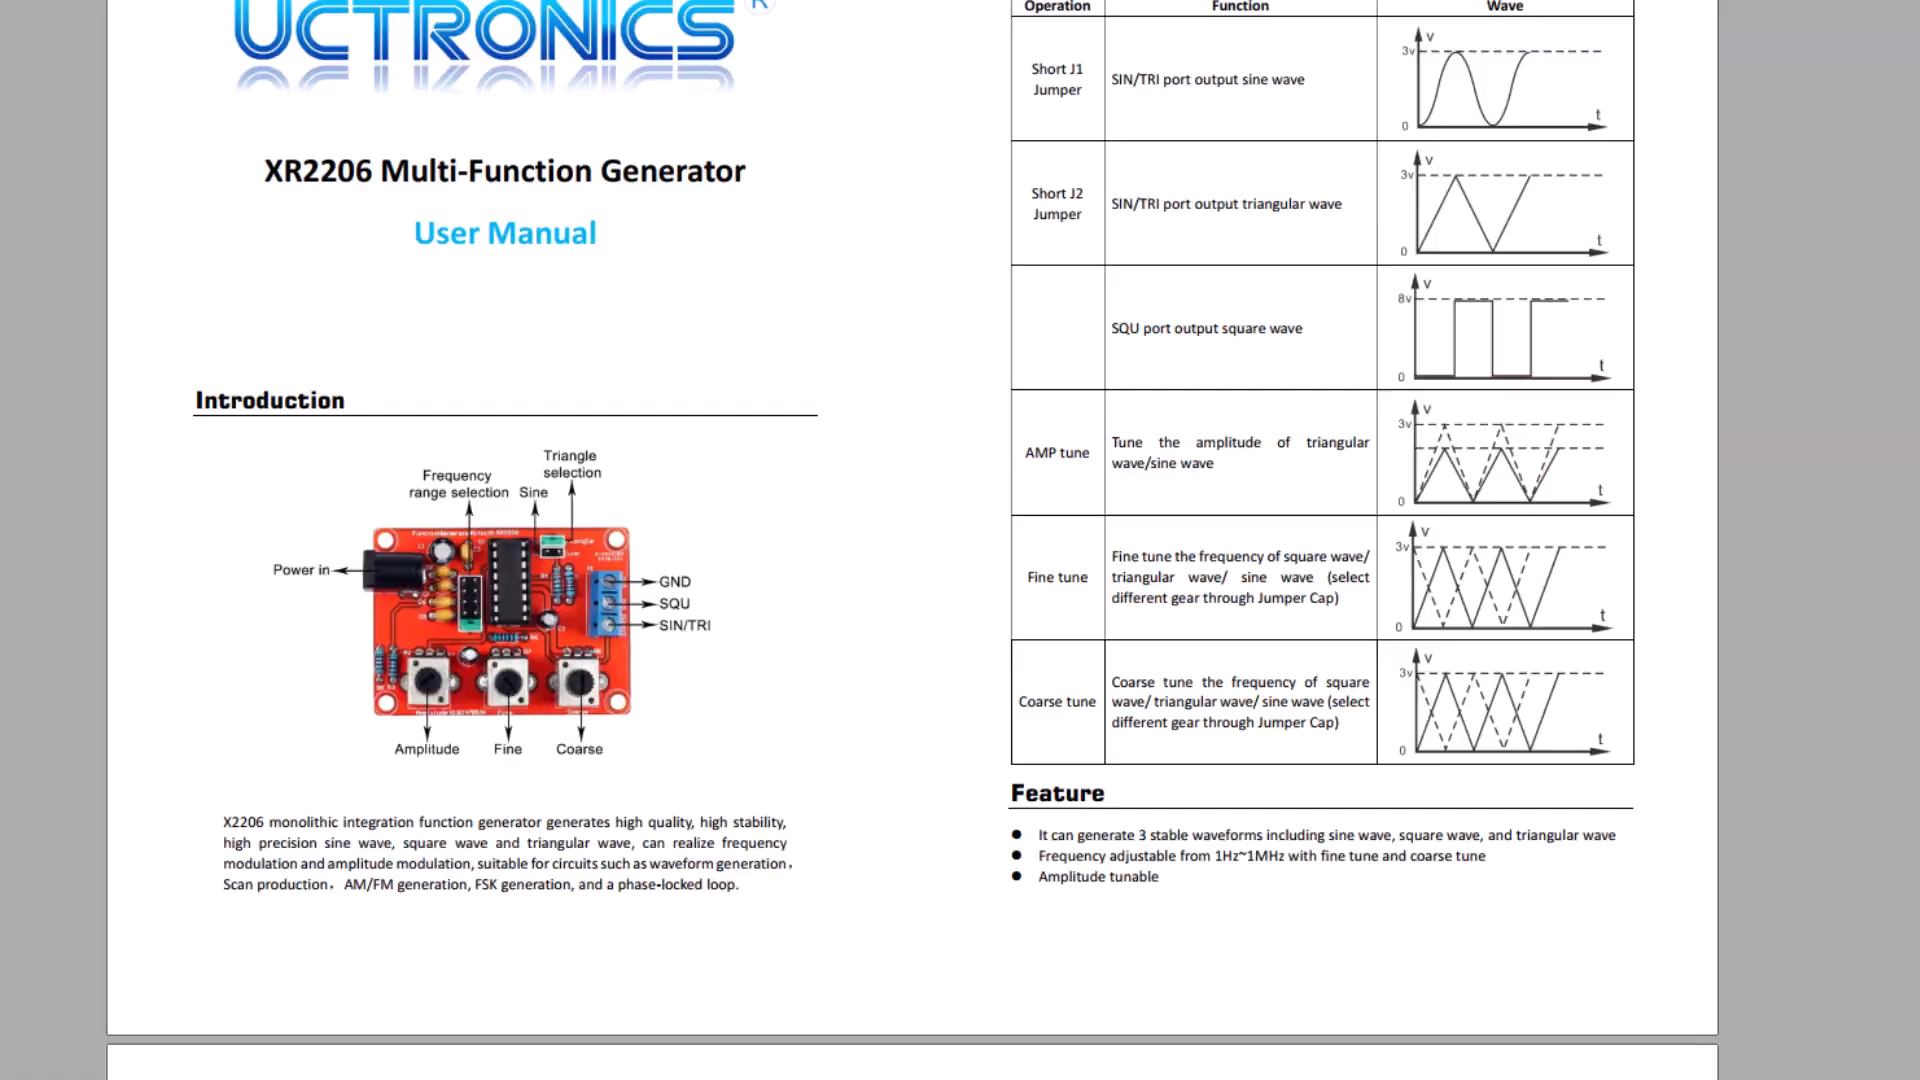 UCTRONICS
R
XR2206 Multi-Function Generator
User Manual
Introduction
Triangle
selection
Frequency
range selection
Sine
Power in
GND
SQU
SIN/TRI
Amplitude
Fine
Coarse
X2206 monolithic integration function generator generates high quality, high stability,
high precision sine wave, square wave and triangular wave, can realize frequency
modulation and amplitude modulation, suitable for circuits such as waveform generation,
Scan production, AM/FM generation, FSK generation, and a phase-locked loop.
Operation Function Wave
Short J1
Jumper
SIN/TRI port output sine wave
V
3v
0
t
Short J2
Jumper
SIN/TRI port output triangular wave
V
3v
0
t
SQU port output square wave
V
8v
0
t
AMP tune
Tune the amplitude of triangular
wave/sine wave
V
3v
0
t
Fine tune
Fine tune the frequency of square wave/
triangular wave/ sine wave (select
different gear through Jumper Cap)
V
3v
0
t
Coarse tune
Coarse tune the frequency of square
wave/ triangular wave/ sine wave (select
different gear through Jumper Cap)
V
3v
0
t
Feature
● It can generate 3 stable waveforms including sine wave, square wave, and triangular wave
● Frequency adjustable from 1Hz~1MHz with fine tune and coarse tune
● Amplitude tunable